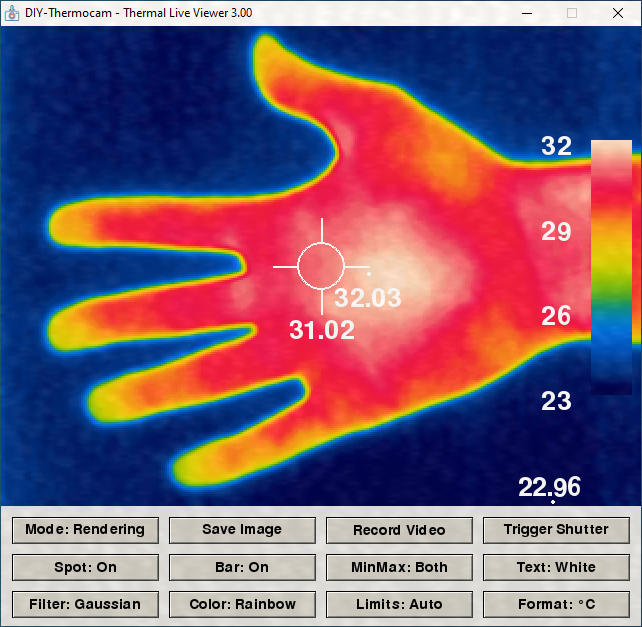 DIY-Thermocam - Thermal Live Viewer 3.00
32
29
26
23
32.03
31.02
22.96
Mode: Rendering
Save Image
Record Video
Trigger Shutter
Spot: On
Bar: On
MinMax: Both
Text: White
Filter: Gaussian
Color: Rainbow
Limits: Auto
Format: °C